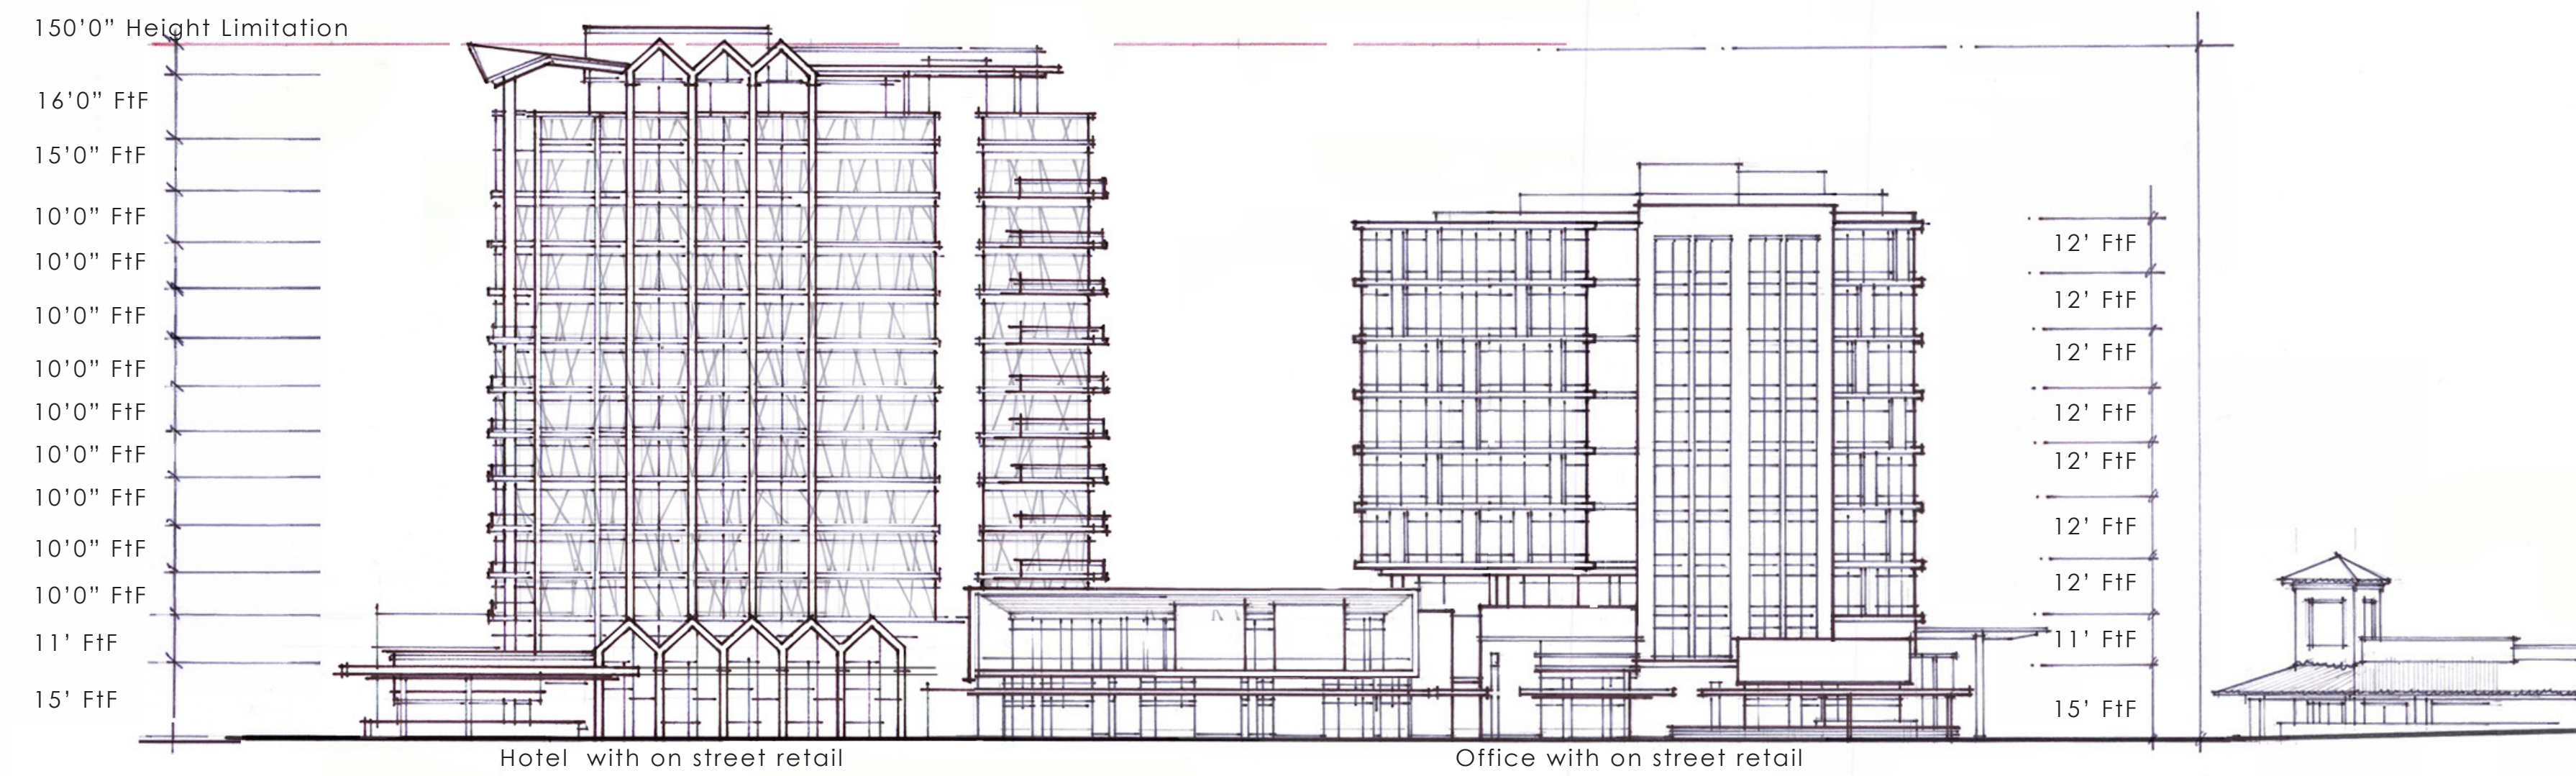 150’0” Height Limitation
16’0” FtF
15’0” FtF
10’0” FtF
10’0” FtF
10’0” FtF
10’0” FtF
10’0” FtF
10’0” FtF
10’0” FtF
10’0” FtF
10’0” FtF
11’ FtF
15’ FtF
12’ FtF
12’ FtF
12’ FtF
12’ FtF
12’ FtF
12’ FtF
12’ FtF
11’ FtF
15’ FtF
Hotel with on street retail
Office with on street retail